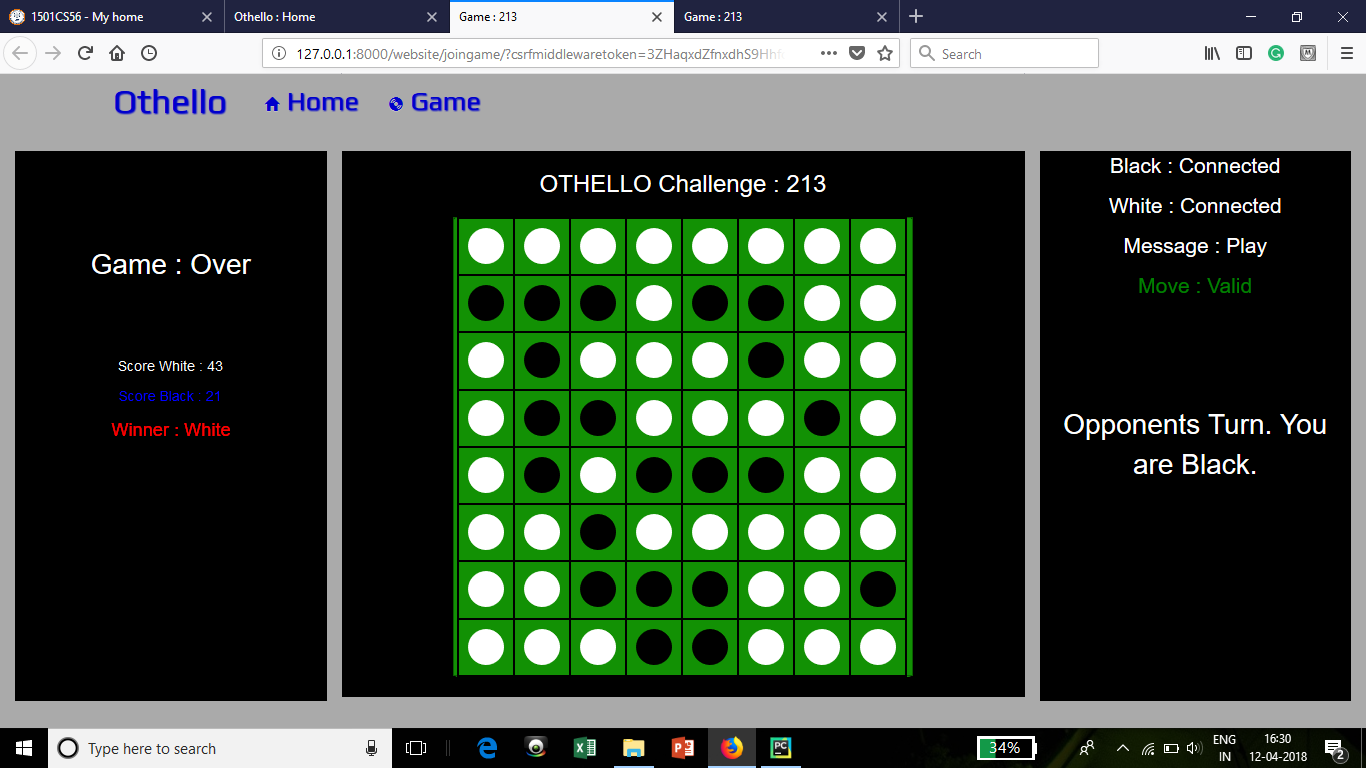 1501CS56 - My home
Othello : Home
Game : 213
Game : 213
127.0.0.1:8000/website/joingame/?csrfmiddlewaretoken=3ZHaqxdZfnxdhS9Hh
Search
Othello
Home
Game
Game : Over
Score White : 43
Score Black : 21
Winner : White
OTHELLO Challenge : 213
Black : Connected
White : Connected
Message : Play
Move : Valid
Opponents Turn. You
are Black.
Type here to search
34%
ENG
IN
16:30
12-04-2018
2